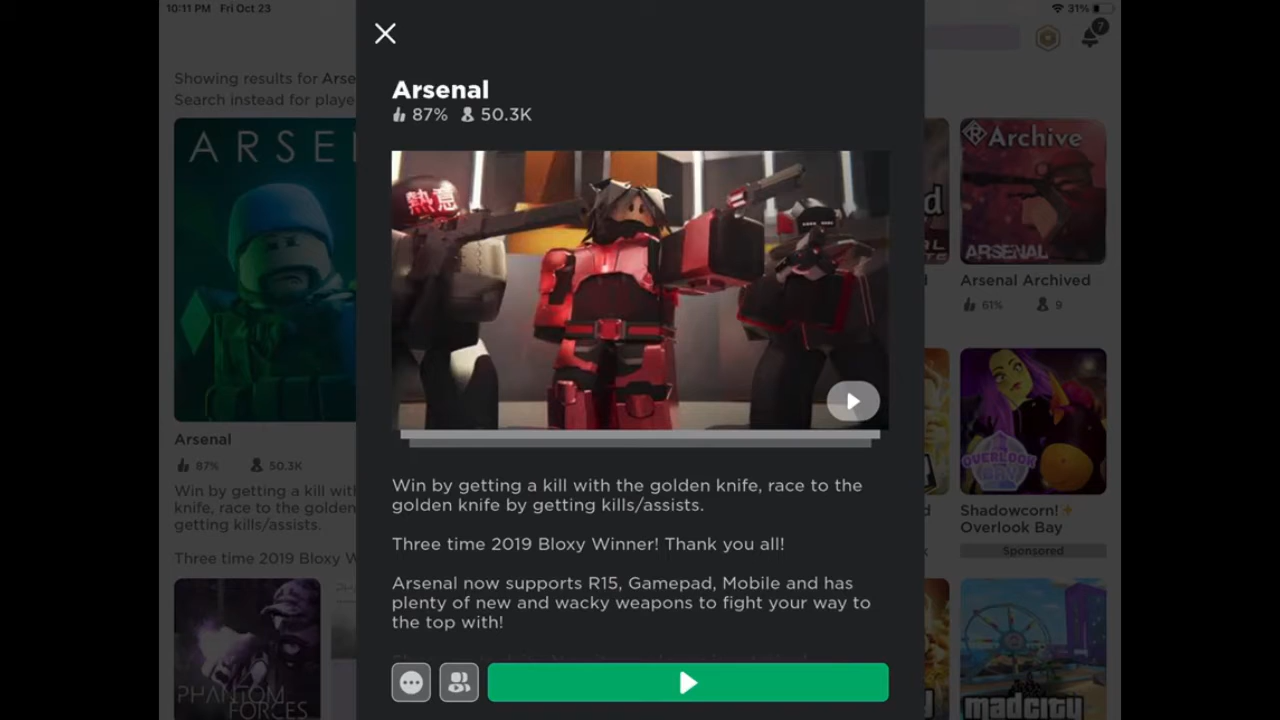 10:11 PM Fri Oct 23
31%
7
Showing results for Arse
Search instead for playe
ARSE
Arsenal
87% 50.3K
Win by getting a kill with
knife, race to the golden
getting kills/assists.
Three time 2019 Bloxy W
PHANTOM
FORCES
Arsenal
87% 50.3K
熱意
Win by getting a kill with the golden knife, race to the
golden knife by getting kills/assists.
Three time 2019 Bloxy Winner! Thank you all!
Arsenal now supports R15, Gamepad, Mobile and has
plenty of new and wacky weapons to fight your way to
the top with!
Archive
ARSENAL
Arsenal Archived
61% 9
OVERLOOK
BAY
Shadowcorn!
Overlook Bay
Sponsored
madcity